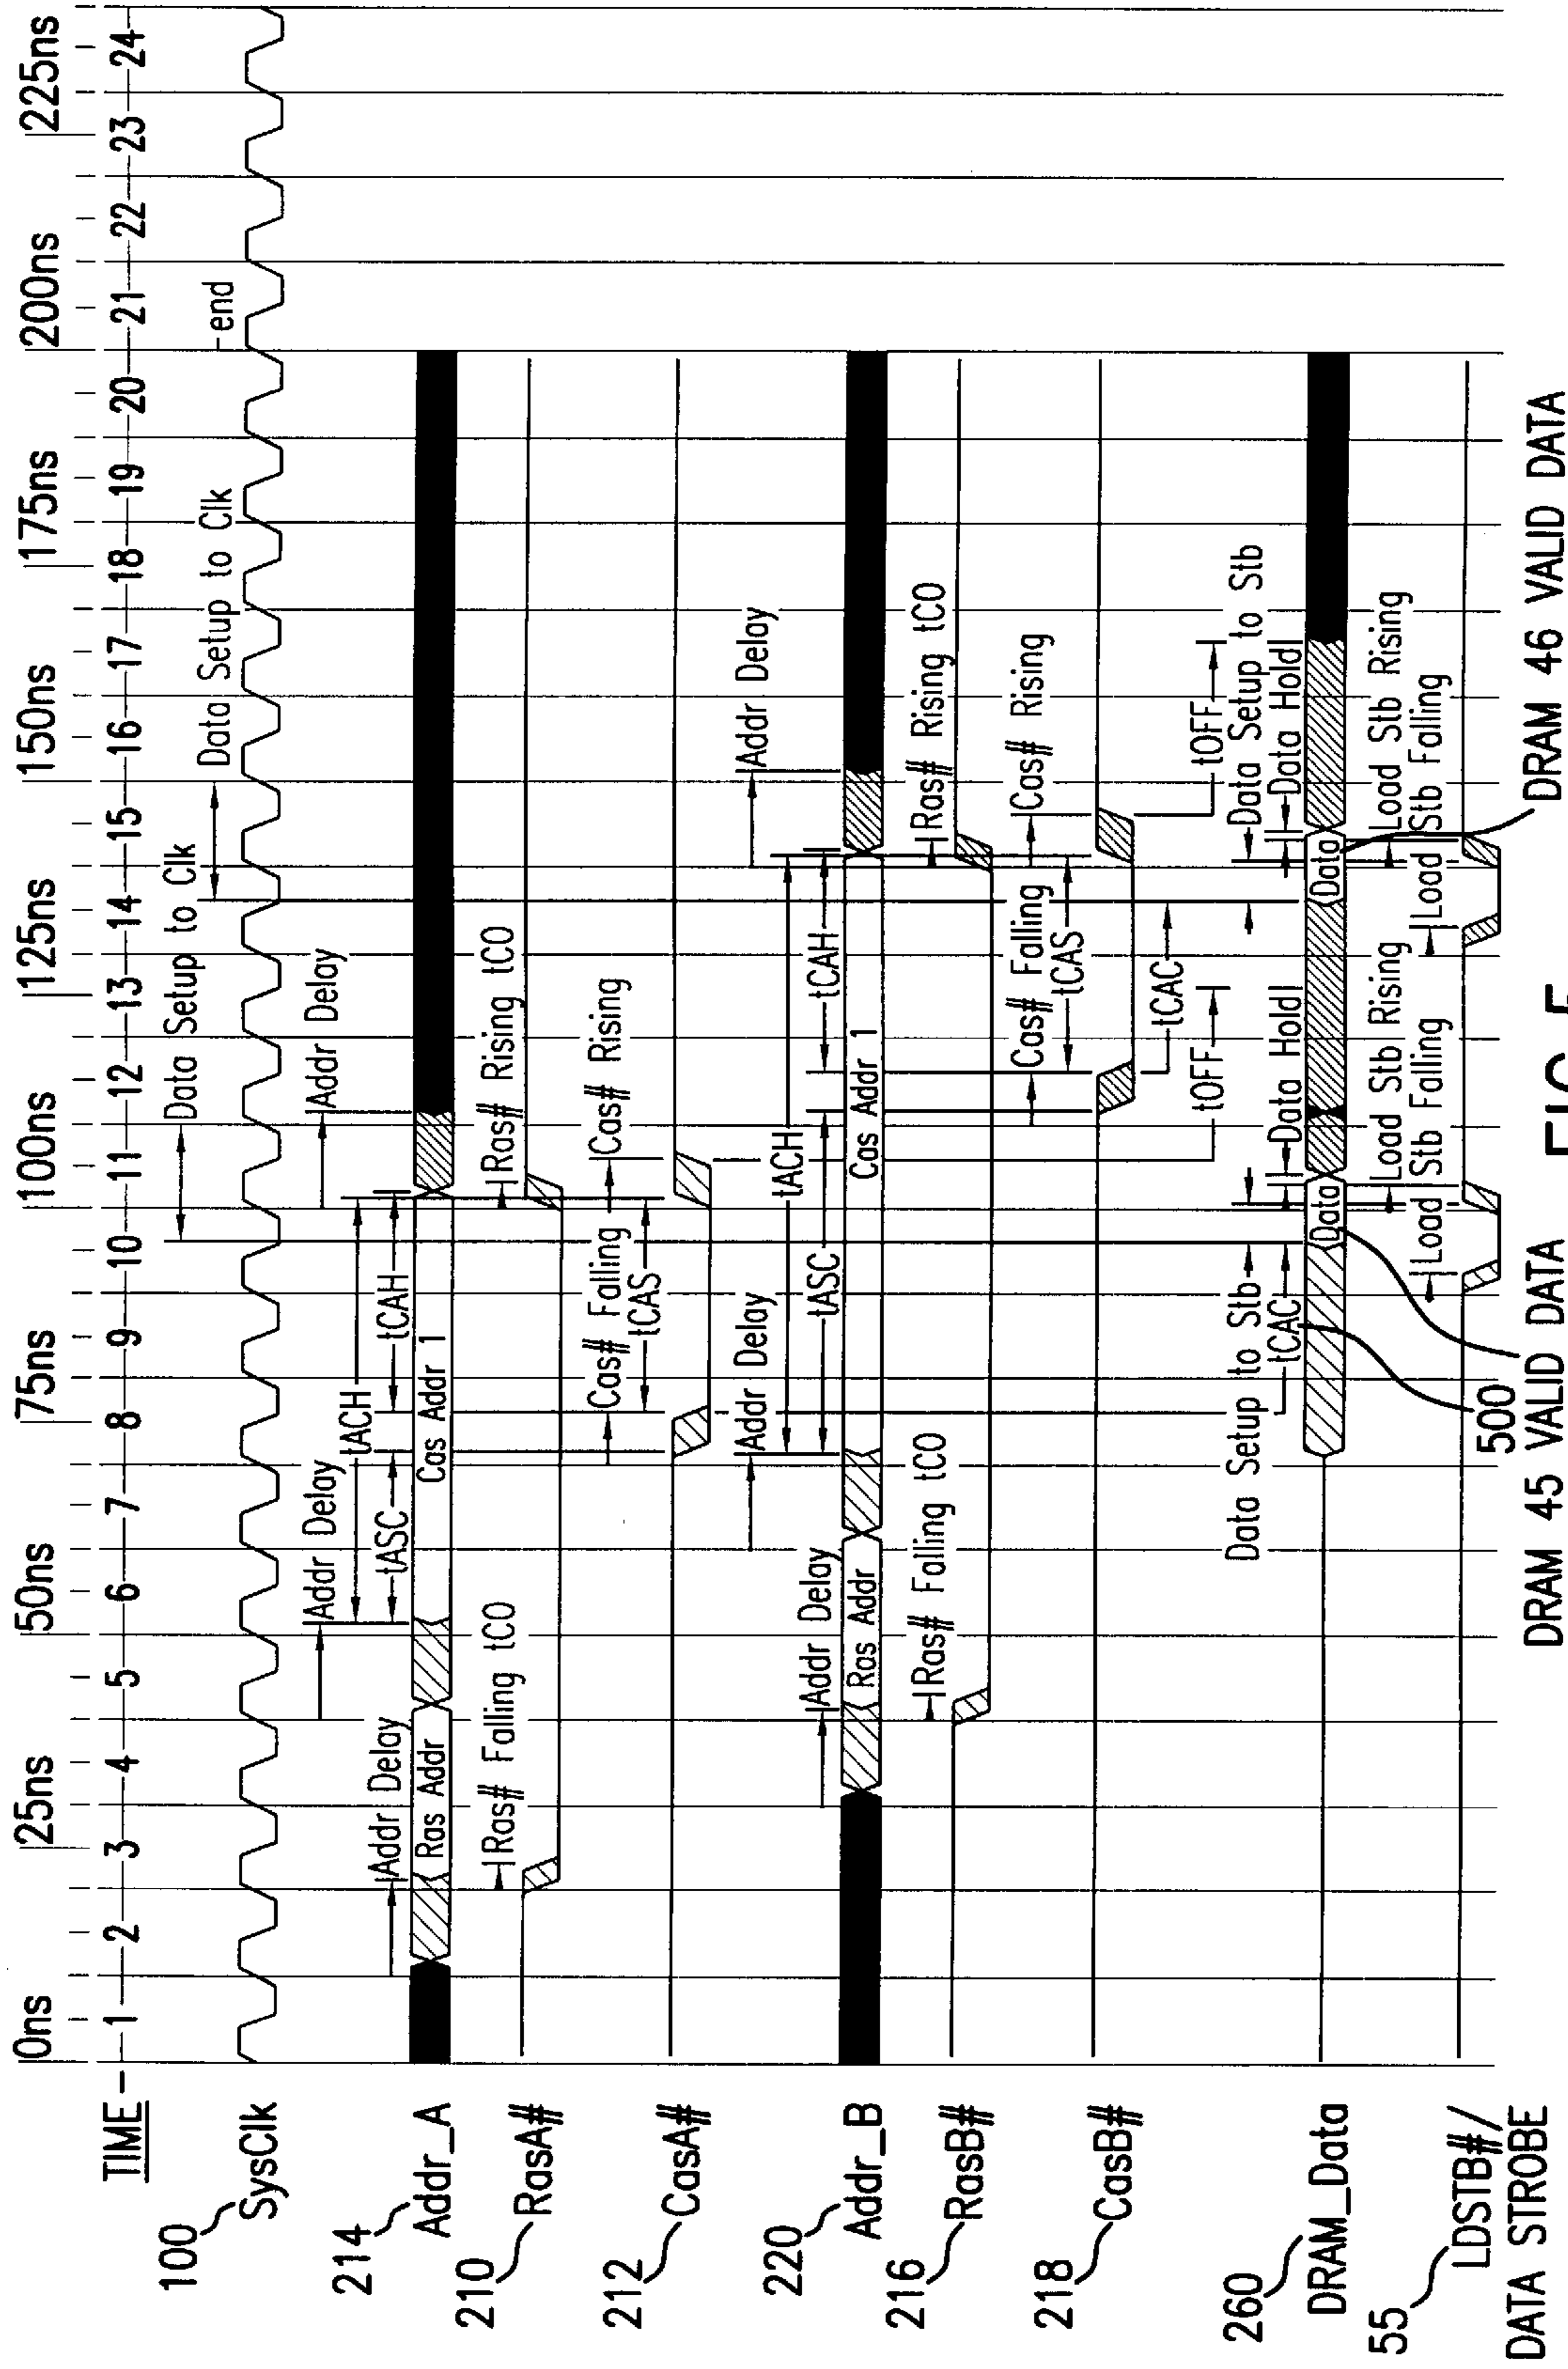 TIME
0ns 25ns 50ns 75ns 100ns 125ns 150ns 175ns 200ns 225ns
1 2 3 4 5 6 7 8 9 10 11 12 13 14 15 16 17 18 19 20 21 22 23 24
100
SysClk
Data Setup to Clk
Data Setup to Clk
end
214
Addr_A
Addr Delay
Addr Delay
Addr Delay
tACH
tASC
tCAH
Ras Addr
Cas Addr 1
210
RasA#
Ras# Falling tCO
Ras# Rising tCO
212
CasA#
Cas# Falling
Cas# Rising
tCAS
220
Addr_B
Addr Delay
Addr Delay
Addr Delay
tACH
tASC
tCAH
Ras Addr
Cas Addr 1
216
RasB#
Ras# Falling tCO
Ras# Rising tCO
218
CasB#
Cas# Falling
Cas# Rising
tCAS
tCAC
tOFF
tOFF
260
DRAM_Data
Data Setup to Stb
Data Setup to Stb
tCAC
Data Hold
Data Hold
Data
Data
55
LDSTB#/
DATA STROBE
Load Stb Rising
Load Stb Falling
Load Stb Rising
Load Stb Falling
500
DRAM 45 VALID DATA
DRAM 46 VALID DATA